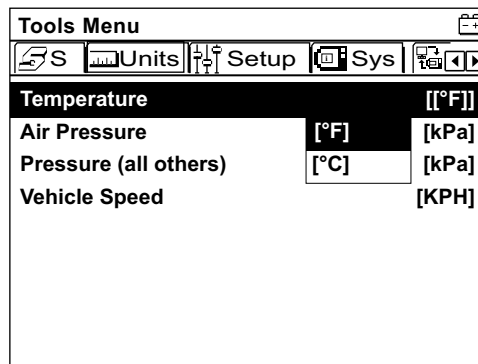 Tools Menu
S Units Setup Sys
Temperature [[°F]]
Air Pressure [°F] [kPa]
Pressure (all others) [°C] [kPa]
Vehicle Speed [KPH]